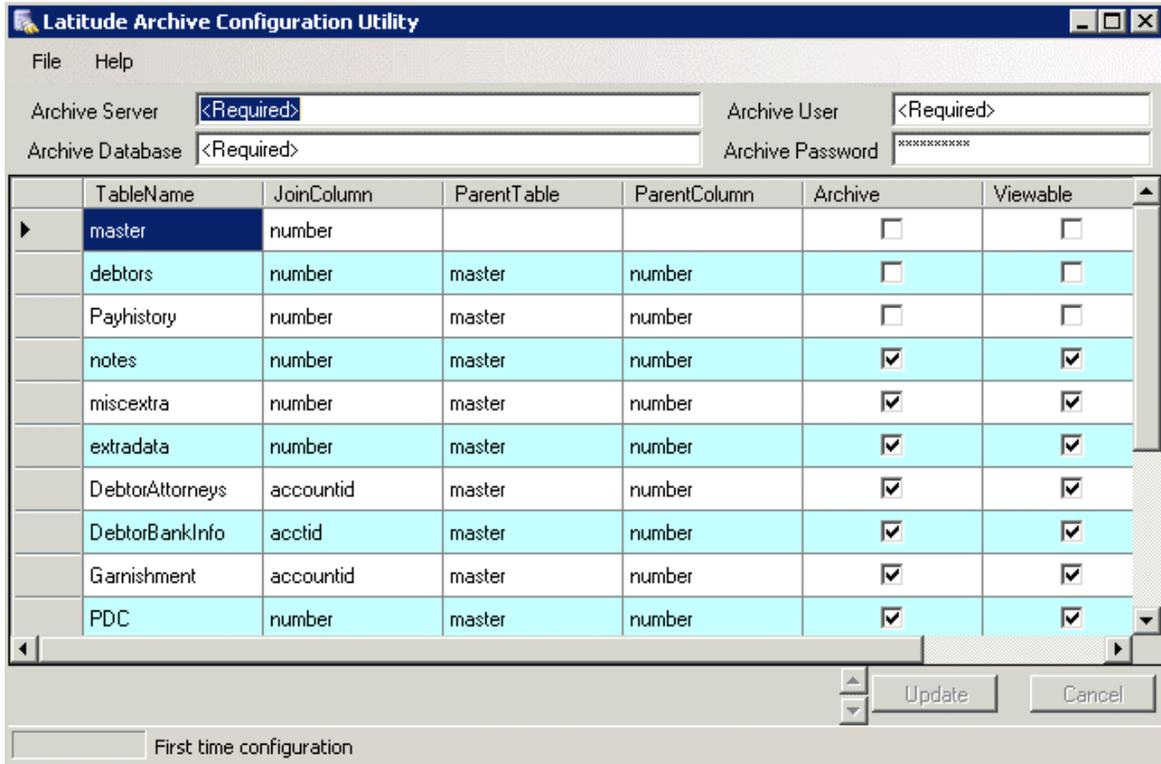 Latitude Archive Configuration Utility
File Help
Archive Server <Required> Archive User <Required>
Archive Database <Required> Archive Password **********
TableName JoinColumn ParentTable ParentColumn Archive Viewable
master number
debtors number master number
Payhistory number master number
notes number master number
miscextra number master number
extradata number master number
DebtorAttorneys accountid master number
DebtorBankInfo acctid master number
Garnishment accountid master number
PDC number master number
Update Cancel
First time configuration